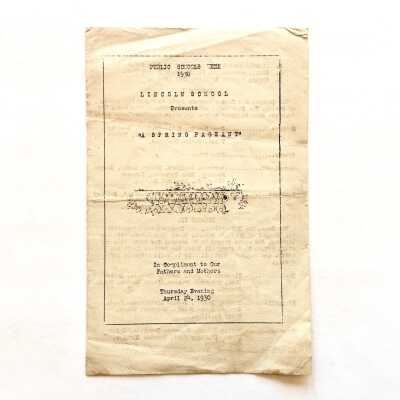 PUBLIC SCHOOLS WEEK
1930
LINCOLN SCHOOL
Presents
"A SPRING PAGEANT"
In Compliment to Our
Fathers and Mothers
Thursday Evening
April 24, 1930